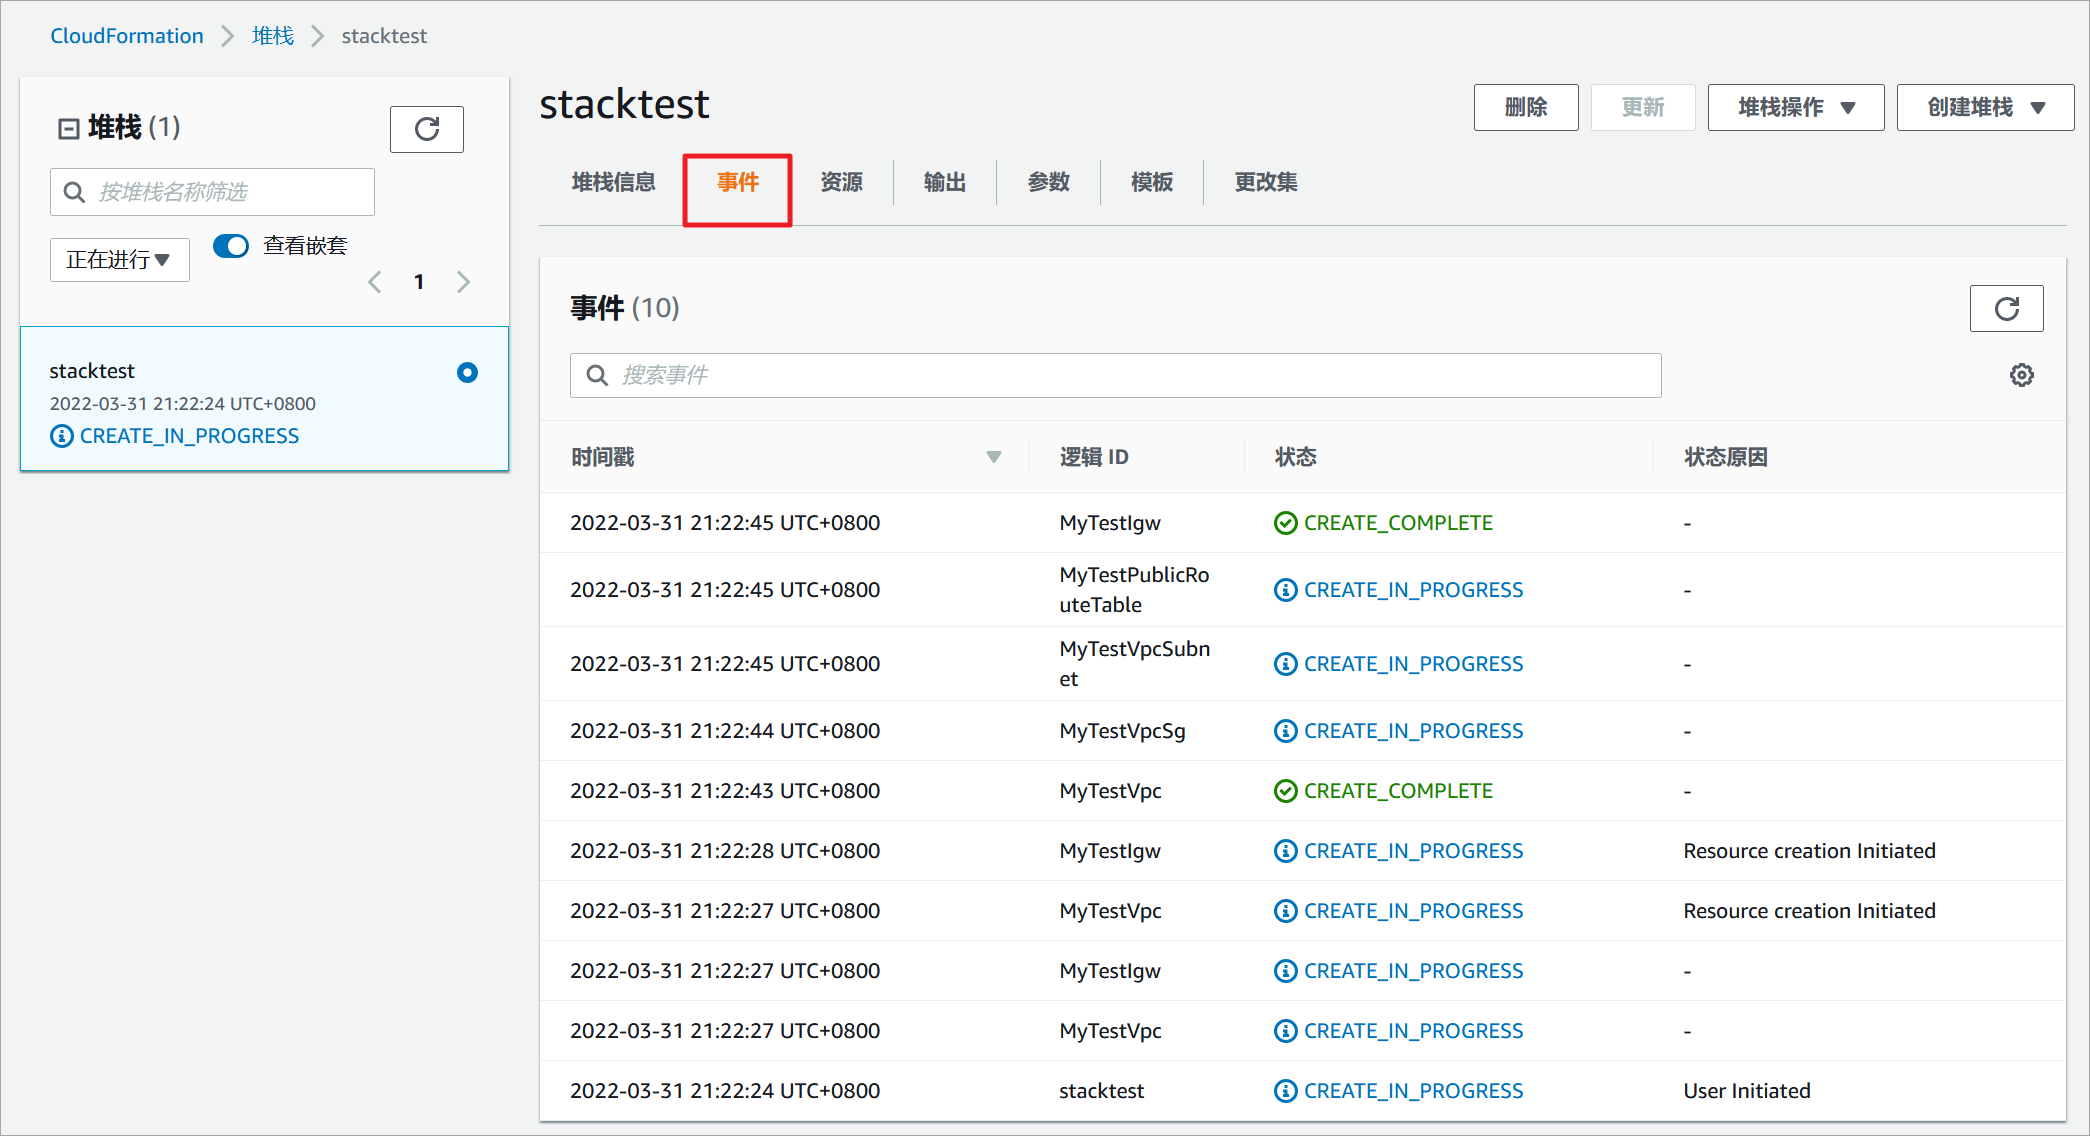 CloudFormation > 堆栈 > stacktest
堆栈 (1)
按堆栈名称筛选
正在进行
查看嵌套
1
stacktest
2022-03-31 21:22:24 UTC+0800
CREATE_IN_PROGRESS
stacktest
删除 更新 堆栈操作 创建堆栈
堆栈信息 事件 资源 输出 参数 模板 更改集
事件 (10)
搜索事件
时间戳 逻辑 ID 状态 状态原因
2022-03-31 21:22:45 UTC+0800 MyTestIgw CREATE_COMPLETE -
2022-03-31 21:22:45 UTC+0800 MyTestPublicRo
uteTable CREATE_IN_PROGRESS -
2022-03-31 21:22:45 UTC+0800 MyTestVpcSubn
et CREATE_IN_PROGRESS -
2022-03-31 21:22:44 UTC+0800 MyTestVpcSg CREATE_IN_PROGRESS -
2022-03-31 21:22:43 UTC+0800 MyTestVpc CREATE_COMPLETE -
2022-03-31 21:22:28 UTC+0800 MyTestIgw CREATE_IN_PROGRESS Resource creation Initiated
2022-03-31 21:22:27 UTC+0800 MyTestVpc CREATE_IN_PROGRESS Resource creation Initiated
2022-03-31 21:22:27 UTC+0800 MyTestIgw CREATE_IN_PROGRESS -
2022-03-31 21:22:27 UTC+0800 MyTestVpc CREATE_IN_PROGRESS -
2022-03-31 21:22:24 UTC+0800 stacktest CREATE_IN_PROGRESS User Initiated